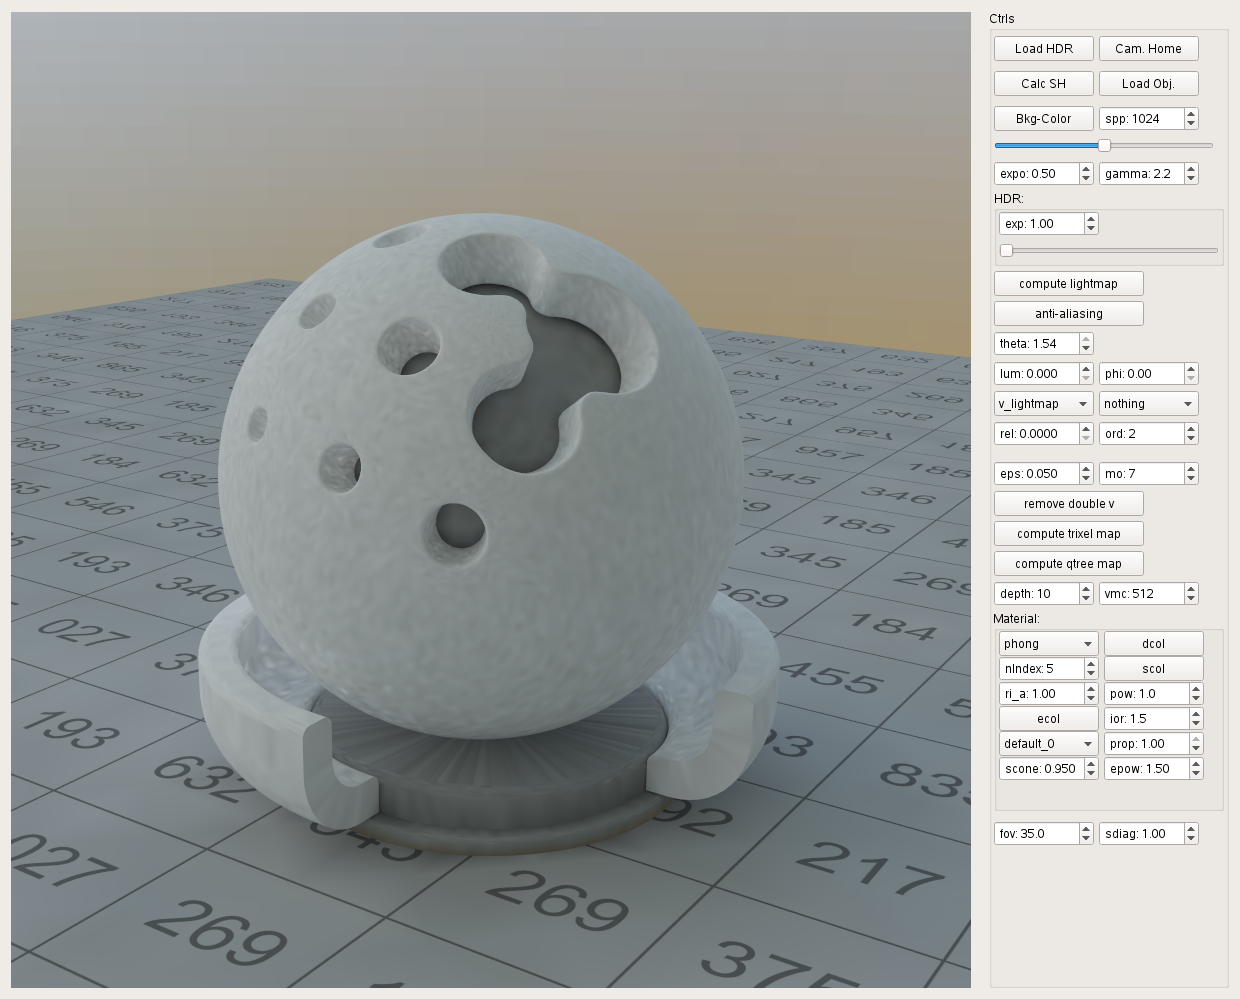 Ctrls
Load HDR Cam. Home
Calc SH Load Obj.
Bkg-Color spp: 1024
expo: 0.50 gamma: 2.2
HDR:
exp: 1.00
compute lightmap
anti-aliasing
theta: 1.54
lum: 0.000 phi: 0.00
v_lightmap nothing
rel: 0.0000 ord: 2
eps: 0.050 mo: 7
remove double v
compute trixel map
compute qtree map
depth: 10 vmc: 512
Material:
phong dcol
nIndex: 5 scol
ri_a: 1.00 pow: 1.0
ecol ior: 1.5
default_0 prop: 1.00
scone: 0.950 epow: 1.50
fov: 35.0 sdiag: 1.00
632 185
269 184 632
546 375
193 346
027
193
632
027
269
345 346 185
185
345 269
269 184
455
833
217
269
375